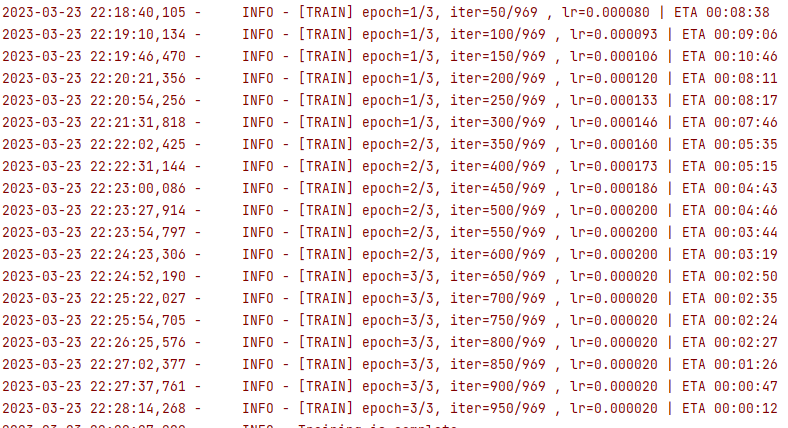 2023-03-23 22:18:40,105 -     INFO - [TRAIN] epoch=1/3, iter=50/969 , lr=0.000080 | ETA 00:08:38
2023-03-23 22:19:10,134 -     INFO - [TRAIN] epoch=1/3, iter=100/969 , lr=0.000093 | ETA 00:09:06
2023-03-23 22:19:46,470 -     INFO - [TRAIN] epoch=1/3, iter=150/969 , lr=0.000106 | ETA 00:10:46
2023-03-23 22:20:21,356 -     INFO - [TRAIN] epoch=1/3, iter=200/969 , lr=0.000120 | ETA 00:08:11
2023-03-23 22:20:54,256 -     INFO - [TRAIN] epoch=1/3, iter=250/969 , lr=0.000133 | ETA 00:08:17
2023-03-23 22:21:31,818 -     INFO - [TRAIN] epoch=1/3, iter=300/969 , lr=0.000146 | ETA 00:07:46
2023-03-23 22:22:02,425 -     INFO - [TRAIN] epoch=2/3, iter=350/969 , lr=0.000160 | ETA 00:05:35
2023-03-23 22:22:31,144 -     INFO - [TRAIN] epoch=2/3, iter=400/969 , lr=0.000173 | ETA 00:05:15
2023-03-23 22:23:00,086 -     INFO - [TRAIN] epoch=2/3, iter=450/969 , lr=0.000186 | ETA 00:04:43
2023-03-23 22:23:27,914 -     INFO - [TRAIN] epoch=2/3, iter=500/969 , lr=0.000200 | ETA 00:04:46
2023-03-23 22:23:54,797 -     INFO - [TRAIN] epoch=2/3, iter=550/969 , lr=0.000200 | ETA 00:03:44
2023-03-23 22:24:23,306 -     INFO - [TRAIN] epoch=2/3, iter=600/969 , lr=0.000200 | ETA 00:03:19
2023-03-23 22:24:52,190 -     INFO - [TRAIN] epoch=3/3, iter=650/969 , lr=0.000020 | ETA 00:02:50
2023-03-23 22:25:22,027 -     INFO - [TRAIN] epoch=3/3, iter=700/969 , lr=0.000020 | ETA 00:02:35
2023-03-23 22:25:54,705 -     INFO - [TRAIN] epoch=3/3, iter=750/969 , lr=0.000020 | ETA 00:02:24
2023-03-23 22:26:25,576 -     INFO - [TRAIN] epoch=3/3, iter=800/969 , lr=0.000020 | ETA 00:02:27
2023-03-23 22:27:02,377 -     INFO - [TRAIN] epoch=3/3, iter=850/969 , lr=0.000020 | ETA 00:01:26
2023-03-23 22:27:37,761 -     INFO - [TRAIN] epoch=3/3, iter=900/969 , lr=0.000020 | ETA 00:00:47
2023-03-23 22:28:14,268 -     INFO - [TRAIN] epoch=3/3, iter=950/969 , lr=0.000020 | ETA 00:00:12